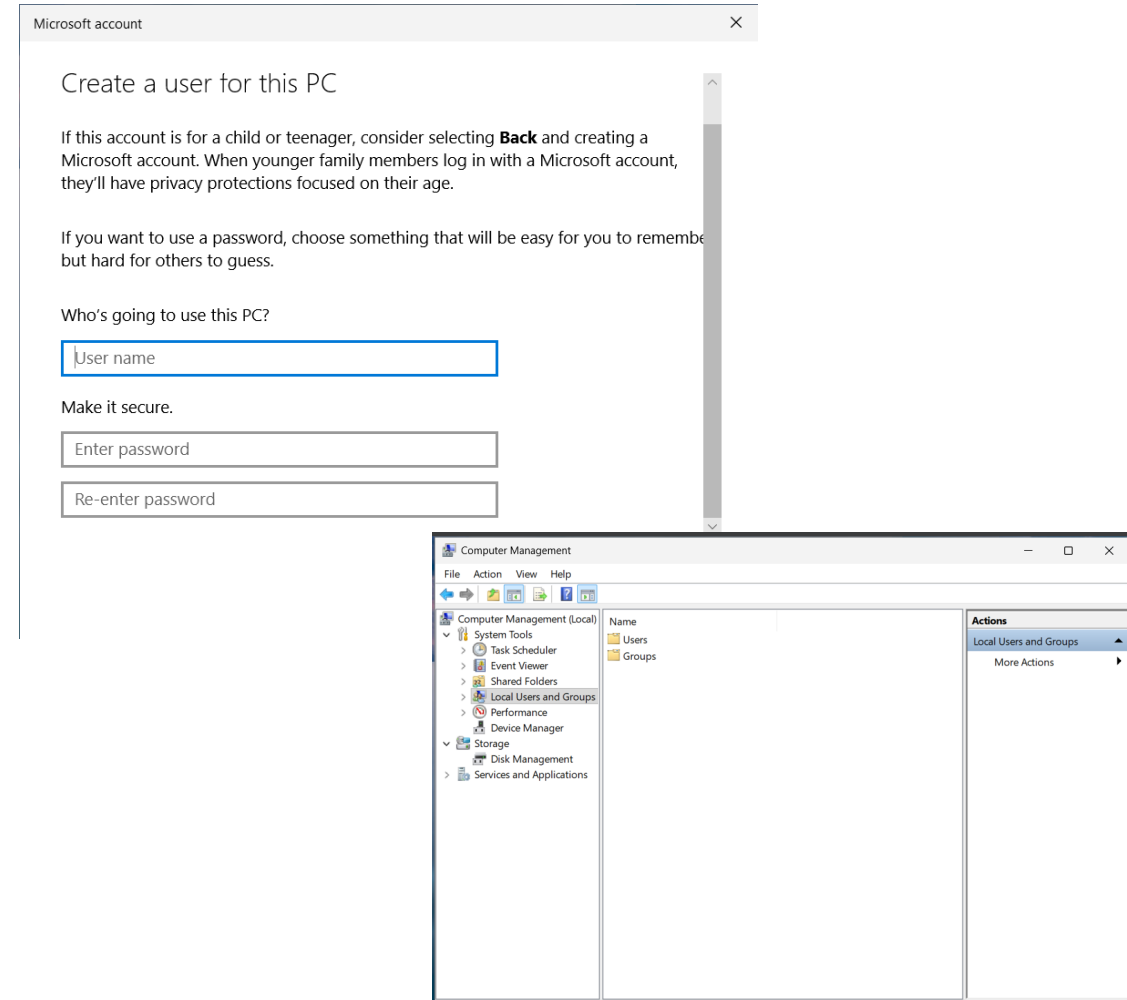 Microsoft account
Create a user for this PC
If this account is for a child or teenager, consider selecting Back and creating a
Microsoft account. When younger family members log in with a Microsoft account,
they'll have privacy protections focused on their age.
If you want to use a password, choose something that will be easy for you to remembe
but hard for others to guess.
Who's going to use this PC?
User name
Make it secure.
Enter password
Re-enter password
Computer Management
File Action View Help
Computer Management (Local)
System Tools
Task Scheduler
Event Viewer
Shared Folders
Local Users and Groups
Performance
Device Manager
Storage
Disk Management
Services and Applications
Name
Users
Groups
Actions
Local Users and Groups
More Actions